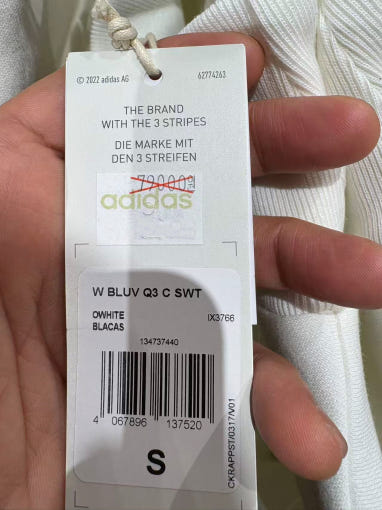 © 2022 adidas AG 62774263
THE BRAND
WITH THE 3 STRIPES
DIE MARKE MIT
DEN 3 STREIFEN
adidas
W BLUV Q3 C SWT
OWHITE IX3766
BLACAS
134737440
4 067896 137520
S
CKRAPPST/0317/V01